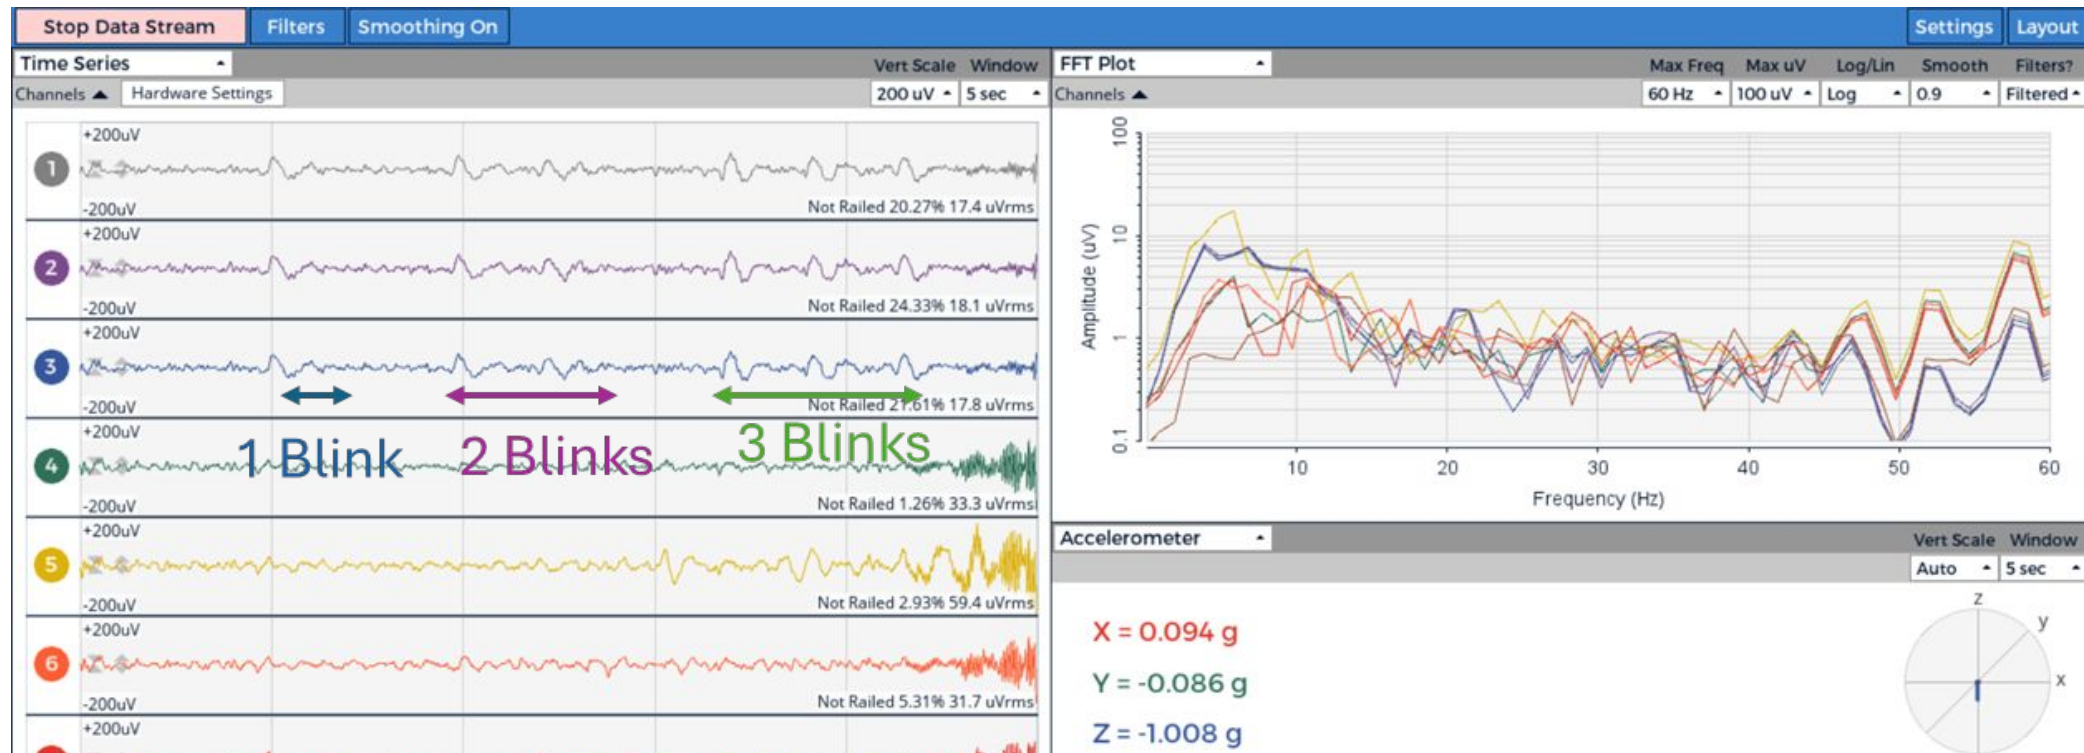 Stop Data Stream Filters Smoothing On Settings Layout
Time Series
Vert Scale Window
Channels Hardware Settings 200 uV 5 sec
1 +200uV
-200uV Not Railed 20.27% 17.4 uVrms
2 +200uV
-200uV Not Railed 24.33% 18.1 uVrms
3 +200uV
-200uV Not Railed 21.61% 17.8 uVrms
1 Blink 2 Blinks 3 Blinks
4 +200uV
-200uV Not Railed 1.26% 33.3 uVrms
5 +200uV
-200uV Not Railed 2.93% 59.4 uVrms
6 +200uV
-200uV Not Railed 5.31% 31.7 uVrms
+200uV
FFT Plot
Max Freq Max uV Log/Lin Smooth Filters?
Channels 60 Hz 100 uV Log 0.9 Filtered
Amplitude (uV)
100
10
1
0.1
10 20 30 40 50 60
Frequency (Hz)
Accelerometer
Vert Scale Window
Auto 5 sec
X = 0.094 g
Y = -0.086 g
Z = -1.008 g
z
y
x